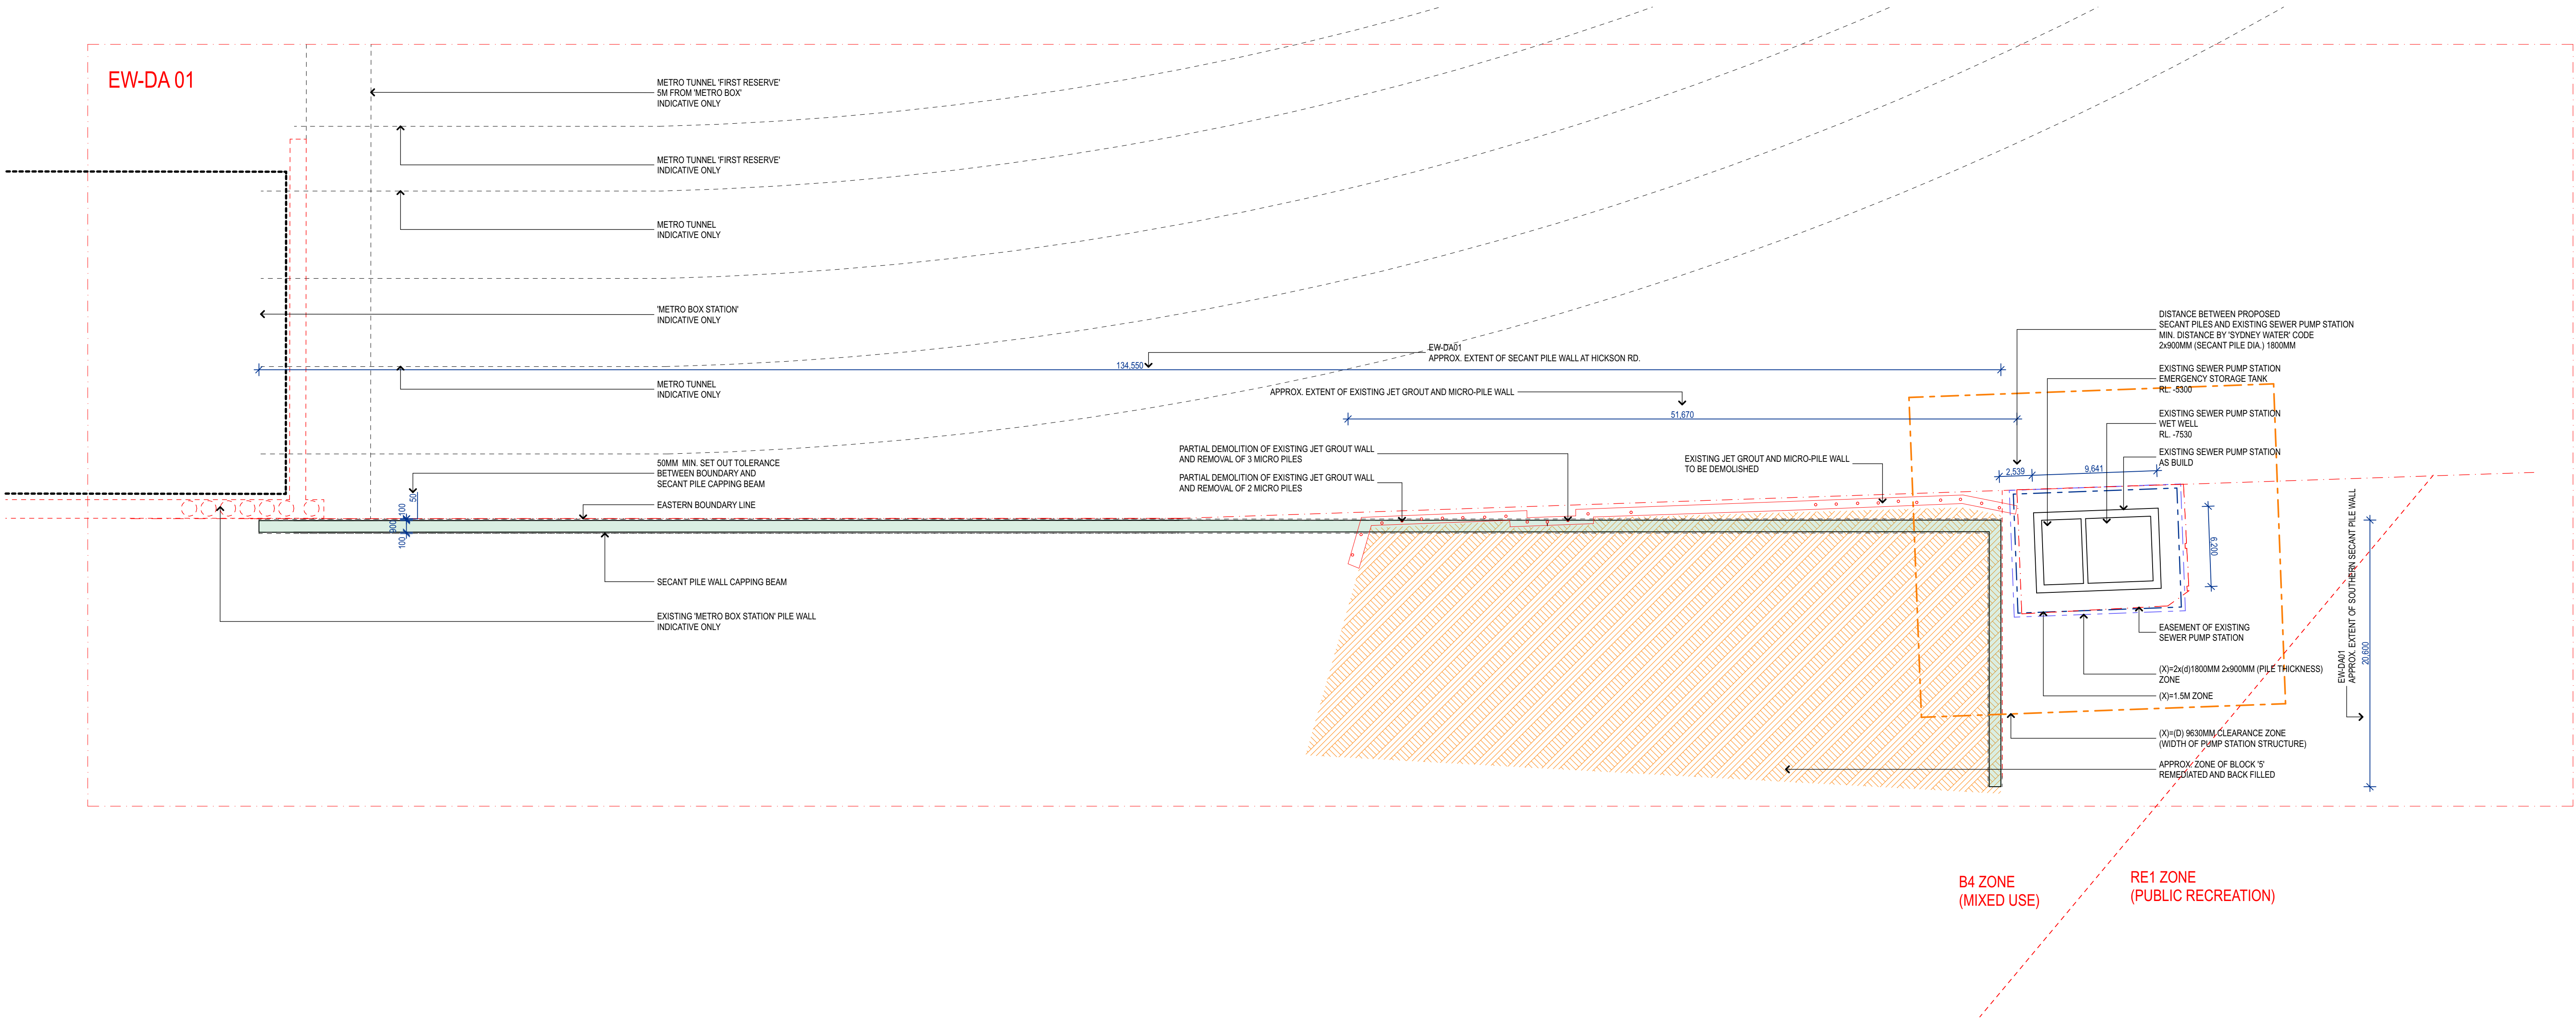 EW-DA 01
METRO TUNNEL 'FIRST RESERVE'
5M FROM 'METRO BOX'
INDICATIVE ONLY
METRO TUNNEL 'FIRST RESERVE'
INDICATIVE ONLY
METRO TUNNEL
INDICATIVE ONLY
'METRO BOX STATION'
INDICATIVE ONLY
METRO TUNNEL
INDICATIVE ONLY
134,550
EW-DA01
APPROX. EXTENT OF SECANT PILE WALL AT HICKSON RD.
APPROX. EXTENT OF EXISTING JET GROUT AND MICRO-PILE WALL
51,670
50MM MIN. SET OUT TOLERANCE
BETWEEN BOUNDARY AND
SECANT PILE CAPPING BEAM
EASTERN BOUNDARY LINE
50
100
900
100
SECANT PILE WALL CAPPING BEAM
EXISTING 'METRO BOX STATION' PILE WALL
INDICATIVE ONLY
PARTIAL DEMOLITION OF EXISTING JET GROUT WALL
AND REMOVAL OF 3 MICRO PILES
PARTIAL DEMOLITION OF EXISTING JET GROUT WALL
AND REMOVAL OF 2 MICRO PILES
EXISTING JET GROUT AND MICRO-PILE WALL
TO BE DEMOLISHED
DISTANCE BETWEEN PROPOSED
SECANT PILES AND EXISTING SEWER PUMP STATION
MIN. DISTANCE BY 'SYDNEY WATER' CODE
2x900MM (SECANT PILE DIA.) 1800MM
EXISTING SEWER PUMP STATION
EMERGENCY STORAGE TANK
RL. -5300
EXISTING SEWER PUMP STATION
WET WELL
RL. -7530
EXISTING SEWER PUMP STATION
AS BUILD
2,539
9,641
6,200
EASEMENT OF EXISTING
SEWER PUMP STATION
(X)=2x(d)1800MM 2x900MM (PILE THICKNESS)
ZONE
(X)=1.5M ZONE
(X)=(D) 9630MM CLEARANCE ZONE
(WIDTH OF PUMP STATION STRUCTURE)
APPROX. ZONE OF BLOCK '5'
REMEDIATED AND BACK FILLED
EW-DA01
APPROX. EXTENT OF SOUTHERN SECANT PILE WALL
20,600
B4 ZONE
(MIXED USE)
RE1 ZONE
(PUBLIC RECREATION)